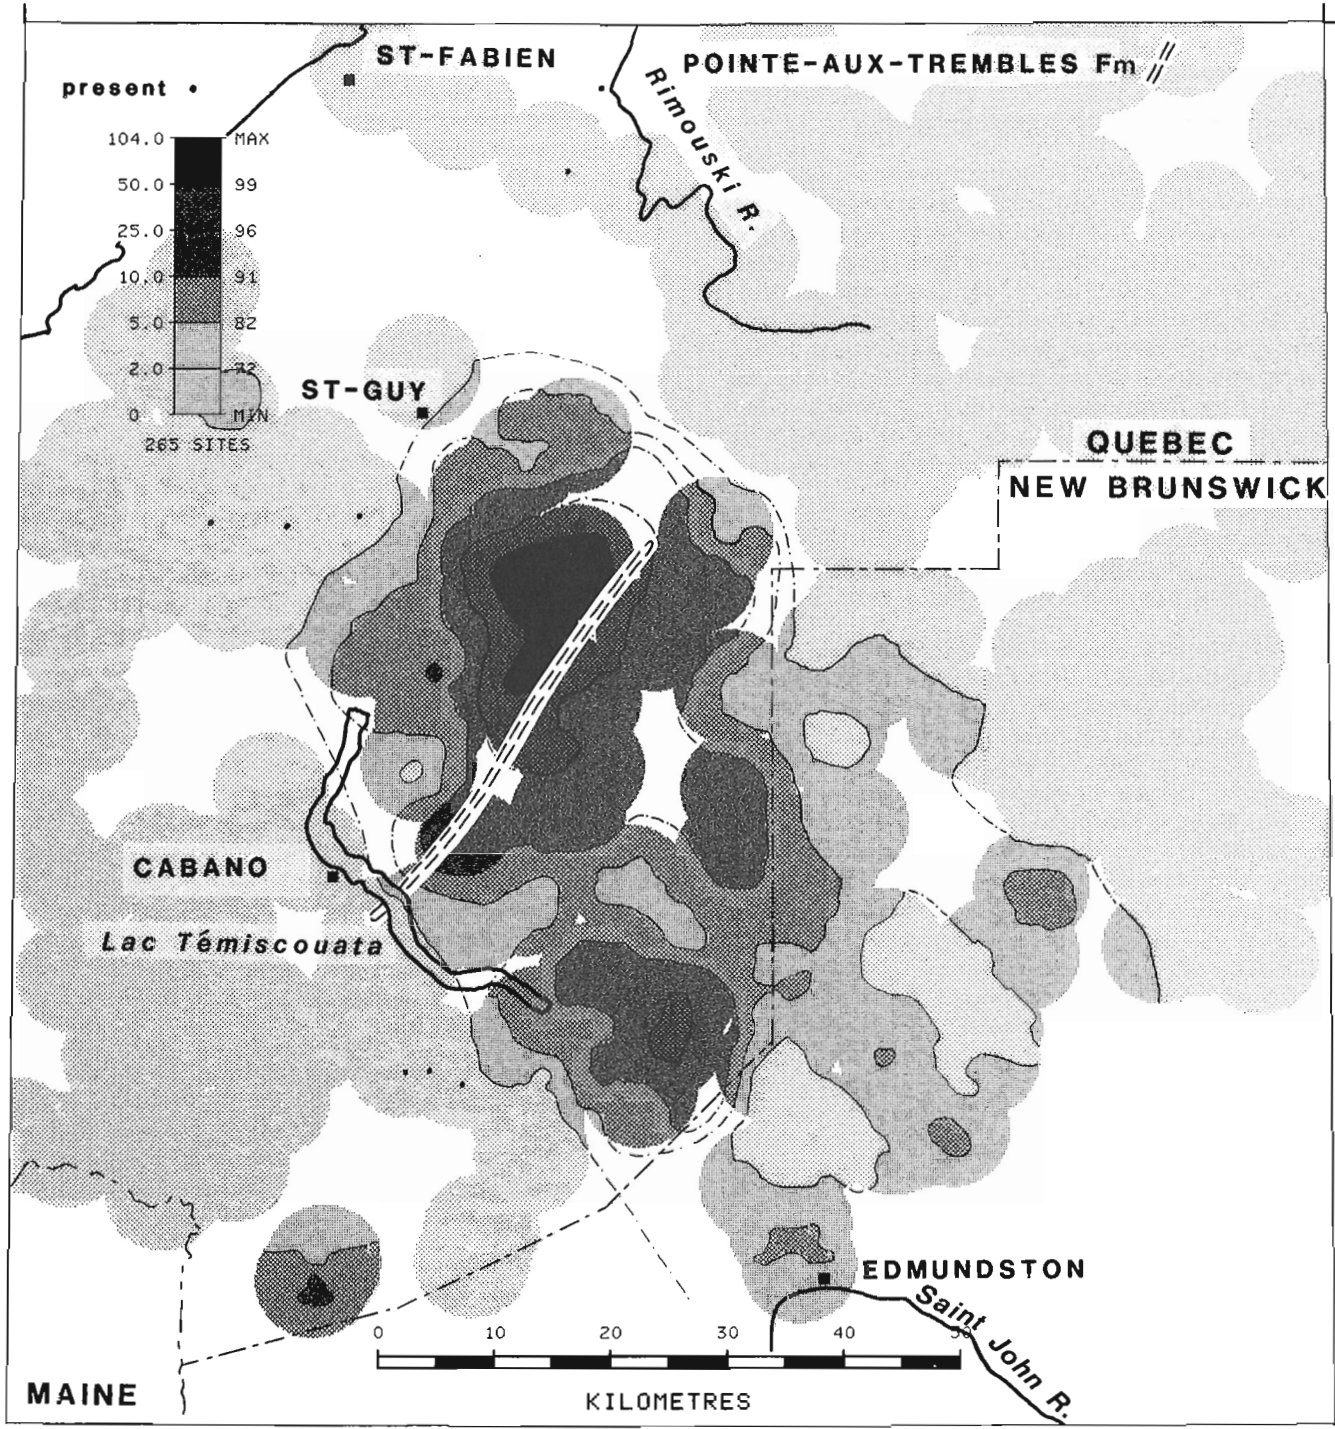 ST-FABIEN
POINTE-AUX-TREMBLES Fm
present
Rimouski R.
104.0 MAX
50.0 99
25.0 96
10.0 91
5.0 82
2.0 72
0 MIN
265 SITES
ST-GUY
QUEBEC
NEW BRUNSWICK
CABANO
Lac Témiscouata
EDMUNDSTON
Saint John R.
0 10 20 30 40 50
KILOMETRES
MAINE